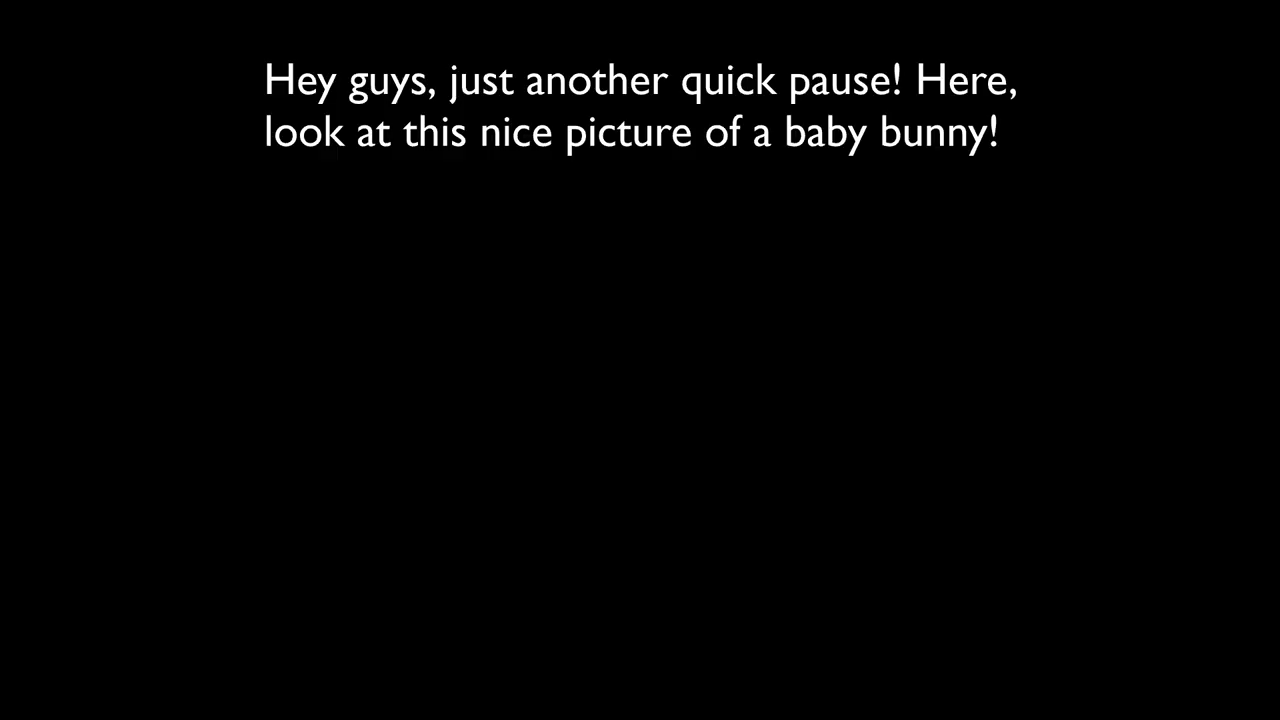 Hey guys, just another quick pause! Here,
look at this nice picture of a baby bunny!